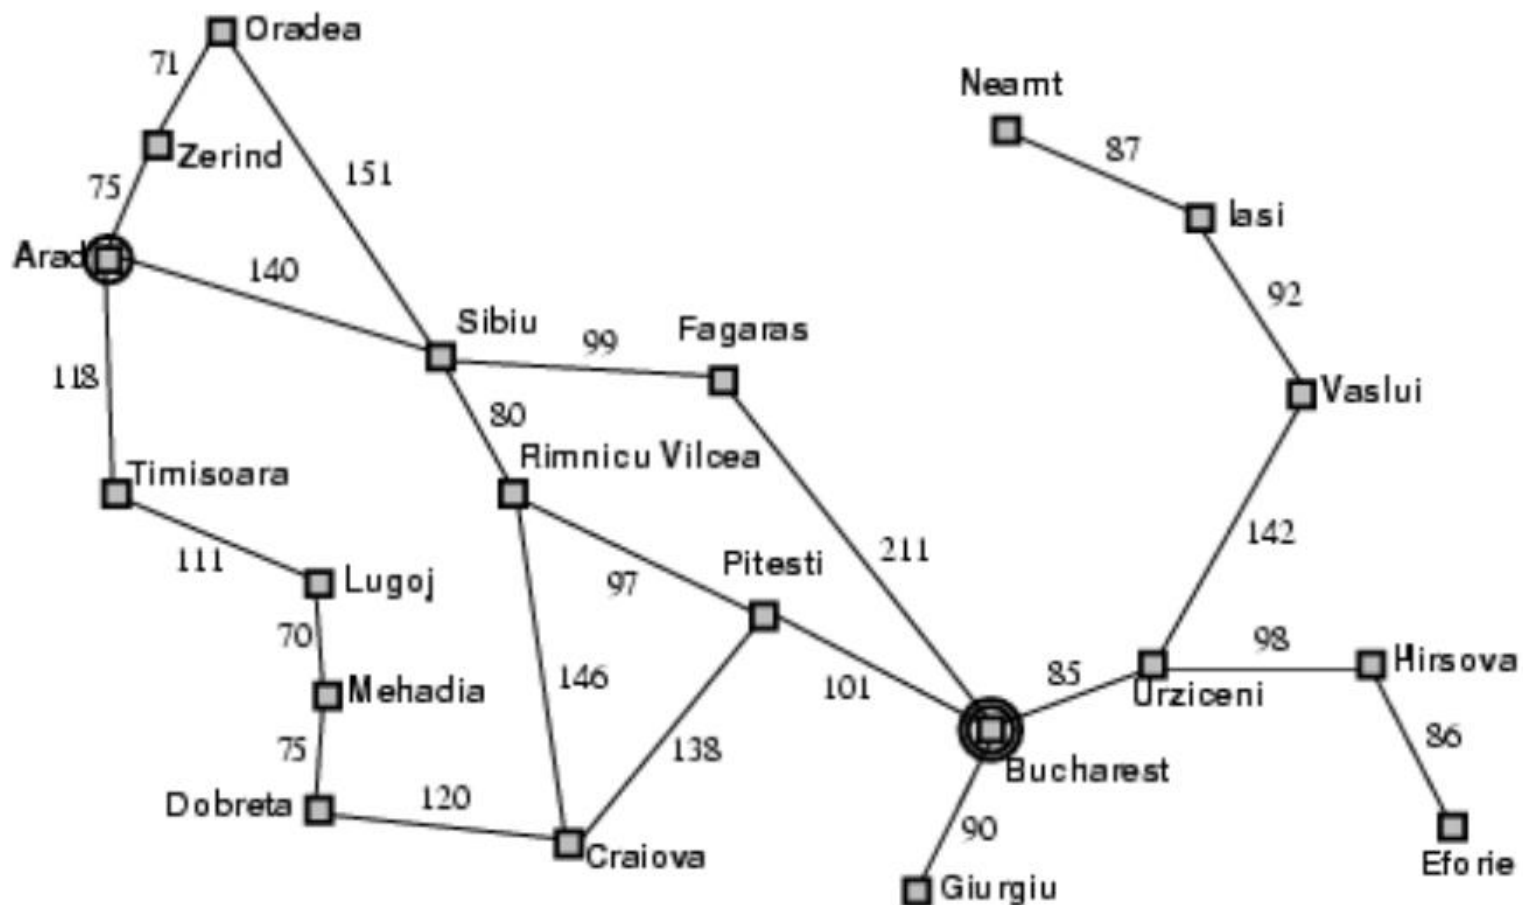 Oradea
71
Neamt
87
Zerind
151
75
Iasi
Arad
140
92
Sibiu
Fagaras
99
118
Vaslui
80
Rimnicu Vilcea
Timisoara
142
211
Pitesti
111
Lugoj
97
70
98
Hirsova
85
146
101
Mehadia
Urziceni
138
86
75
Bucharest
Dobreta
120
90
Craiova
Eforie
Giurgiu